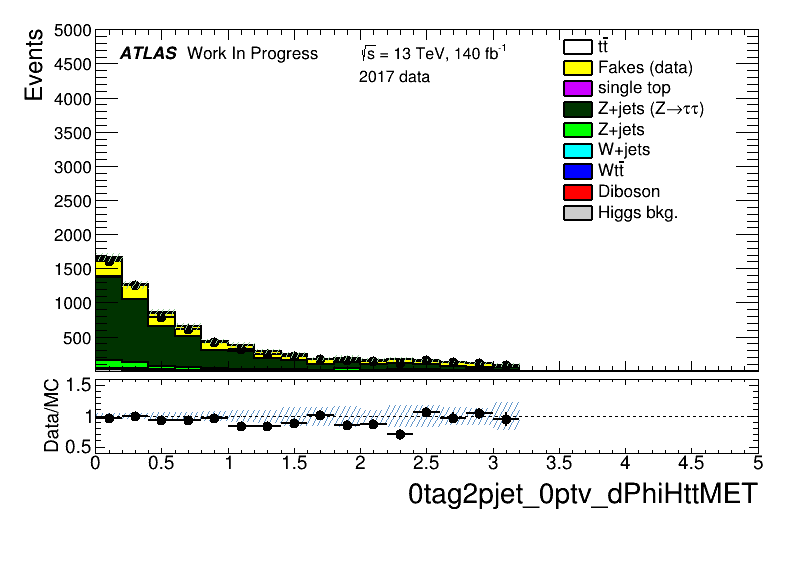 Events
5000
4500
4000
3500
3000
2500
2000
1500
1000
500
ATLAS Work In Progress
√s = 13 TeV, 140 fb⁻¹
2017 data
tt̄
Fakes (data)
single top
Z+jets (Z→ττ)
Z+jets
W+jets
Wtt̄
Diboson
Higgs bkg.
Data/MC
1.5
1
0.5
0 0.5 1 1.5 2 2.5 3 3.5 4 4.5 5
0tag2pjet_0ptv_dPhiHttMET